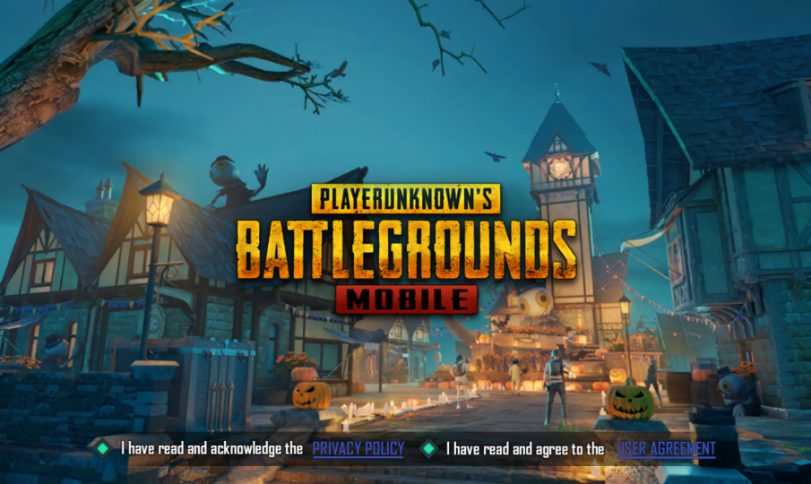 PLAYERUNKNOWN'S
BATTLEGROUNDS
MOBILE
I have read and acknowledge the PRIVACY POLICY I have read and agree to the USER AGREEMENT